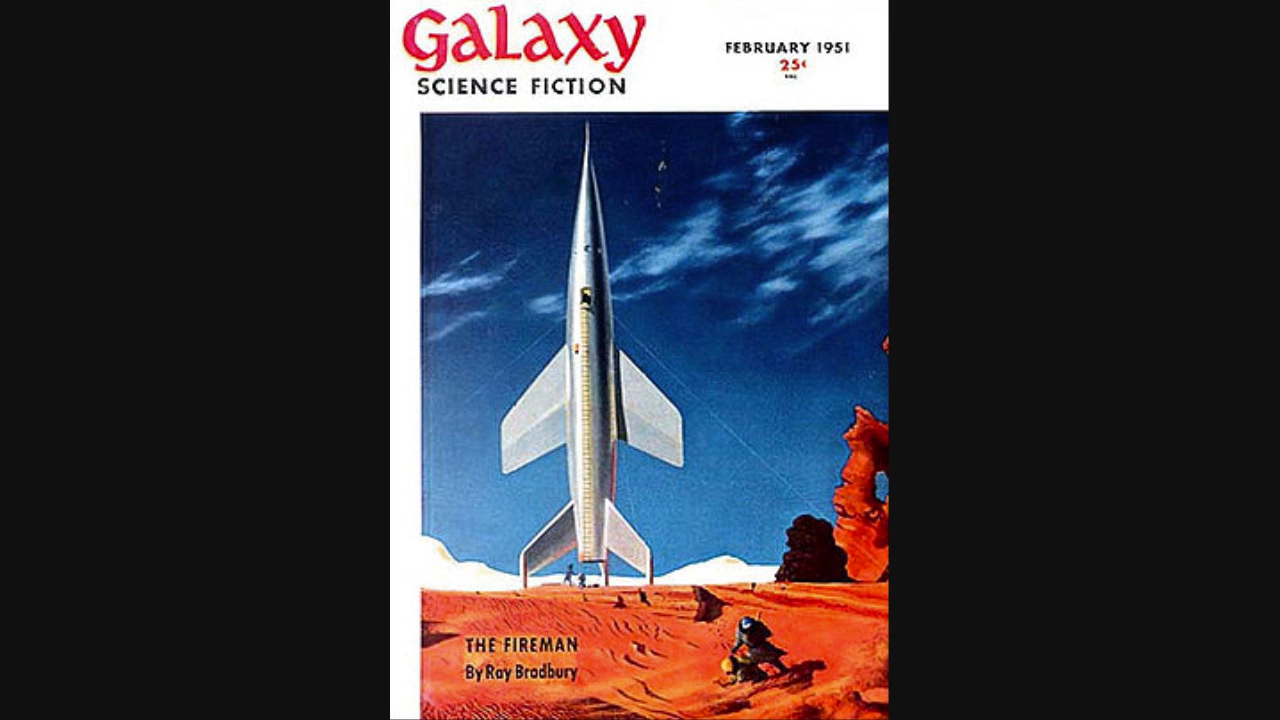 Galaxy
SCIENCE FICTION
FEBRUARY 1951
25¢
THE FIREMAN
By Ray Bradbury